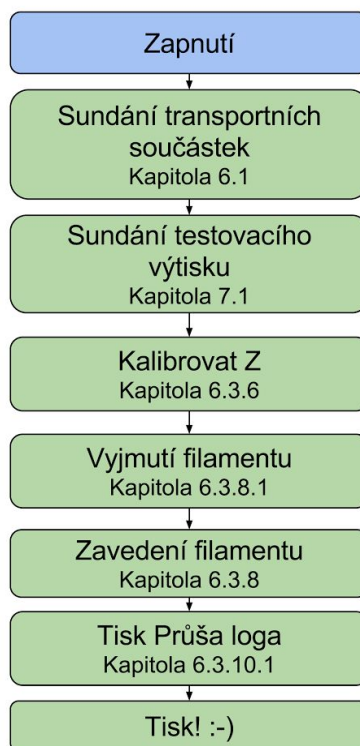 Zapnutí
Sundání transportních
součástek
Kapitola 6.1
Sundání testovacího
výtisku
Kapitola 7.1
Kalibrovat Z
Kapitola 6.3.6
Vyjmutí filamentu
Kapitola 6.3.8.1
Zavedení filamentu
Kapitola 6.3.8
Tisk Průša loga
Kapitola 6.3.10.1
Tisk! :-)